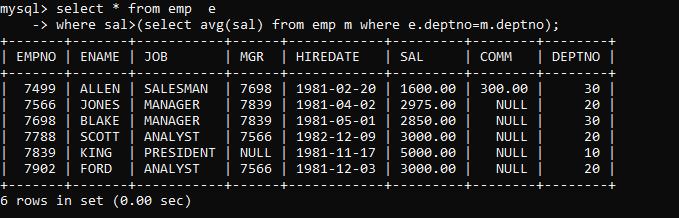 mysql> select * from emp  e
    -> where sal>(select avg(sal) from emp m where e.deptno=m.deptno);
+-------+-------+-----------+------+------------+---------+--------+--------+
| EMPNO | ENAME | JOB       | MGR  | HIREDATE   | SAL     | COMM   | DEPTNO |
+-------+-------+-----------+------+------------+---------+--------+--------+
|  7499 | ALLEN | SALESMAN  | 7698 | 1981-02-20 | 1600.00 | 300.00 |     30 |
|  7566 | JONES | MANAGER   | 7839 | 1981-04-02 | 2975.00 |   NULL |     20 |
|  7698 | BLAKE | MANAGER   | 7839 | 1981-05-01 | 2850.00 |   NULL |     30 |
|  7788 | SCOTT | ANALYST   | 7566 | 1982-12-09 | 3000.00 |   NULL |     20 |
|  7839 | KING  | PRESIDENT | NULL | 1981-11-17 | 5000.00 |   NULL |     10 |
|  7902 | FORD  | ANALYST   | 7566 | 1981-12-03 | 3000.00 |   NULL |     20 |
+-------+-------+-----------+------+------------+---------+--------+--------+
6 rows in set (0.00 sec)